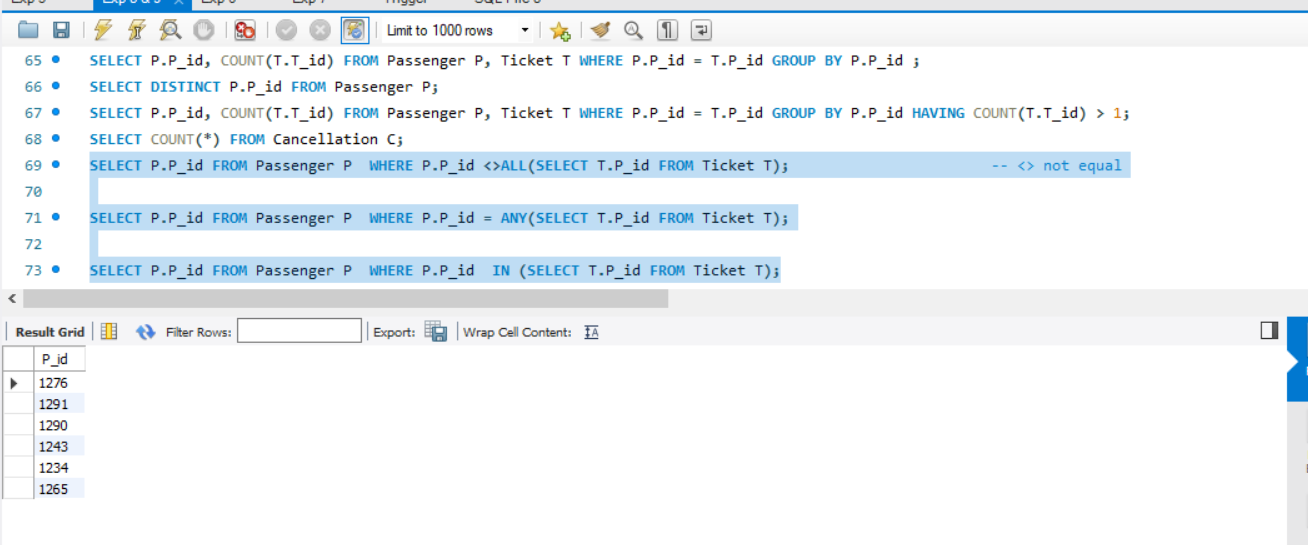 Limit to 1000 rows
65 SELECT P.P_id, COUNT(T.T_id) FROM Passenger P, Ticket T WHERE P.P_id = T.P_id GROUP BY P.P_id ;
66 SELECT DISTINCT P.P_id FROM Passenger P;
67 SELECT P.P_id, COUNT(T.T_id) FROM Passenger P, Ticket T WHERE P.P_id = T.P_id GROUP BY P.P_id HAVING COUNT(T.T_id) > 1;
68 SELECT COUNT(*) FROM Cancellation C;
69 SELECT P.P_id FROM Passenger P  WHERE P.P_id <>ALL(SELECT T.P_id FROM Ticket T); -- <> not equal
70
71 SELECT P.P_id FROM Passenger P  WHERE P.P_id = ANY(SELECT T.P_id FROM Ticket T);
72
73 SELECT P.P_id FROM Passenger P  WHERE P.P_id  IN (SELECT T.P_id FROM Ticket T);
Result Grid Filter Rows: Export: Wrap Cell Content: IA
P_id
1276
1291
1290
1243
1234
1265